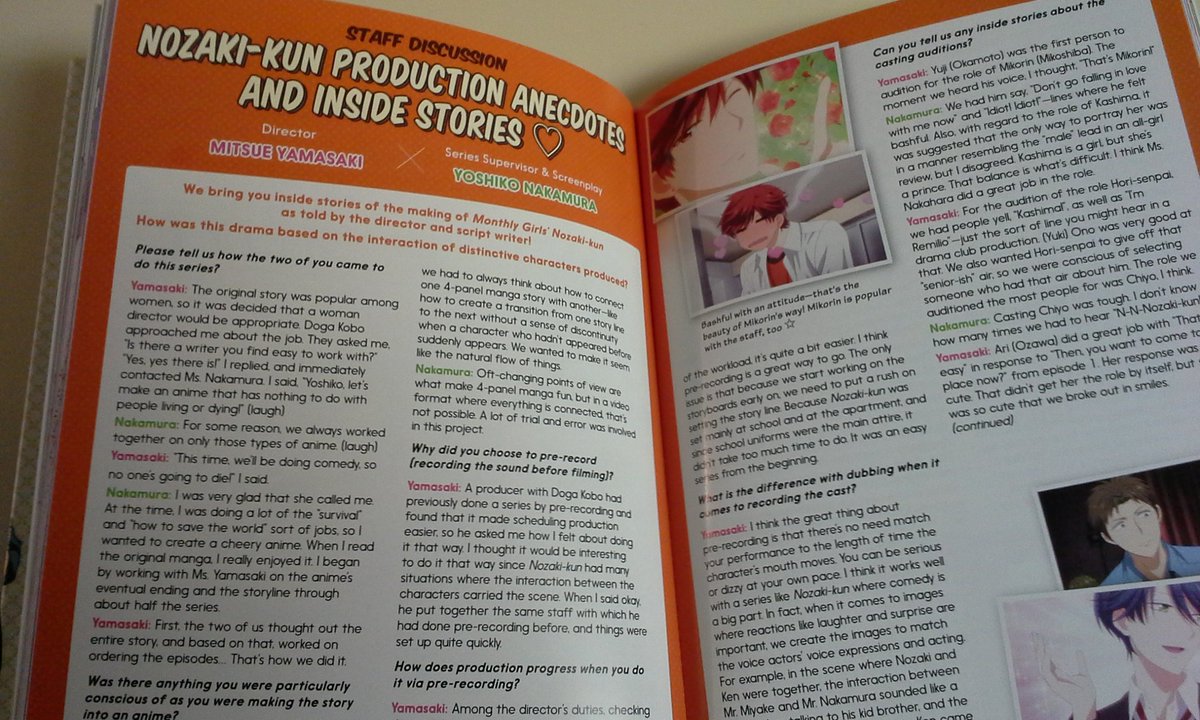 STAFF DISCUSSION
NOZAKI-KUN PRODUCTION ANECDOTES
AND INSIDE STORIES ♡
Director
MITSUE YAMASAKI
×
Series Supervisor & Screenplay
YOSHIKO NAKAMURA
We bring you inside stories of the making of Monthly Girls' Nozaki-kun
as told by the director and script writer!
How was this drama based on the interaction of distinctive characters produced?
Please tell us how the two of you came to
do this series?
Yamasaki: The original story was popular among
women, so it was decided that a woman
director would be appropriate. Doga Kobo
approached me about the job. They asked me,
"Is there a writer you find easy to work with?"
"Yes, yes there is!" I replied, and immediately
contacted Ms. Nakamura. I said, "Yoshiko, let's
make an anime that has nothing to do with
people living or dying!" (laugh)
Nakamura: For some reason, we always worked
together on only those types of anime (laugh)
Yamasaki: "This time, we'll be doing comedy, so
no one's going to die!" I said.
Nakamura: I was very glad that she called me.
At the time, I was doing a lot of the "survival"
and "how to save the world" sort of jobs, so I
wanted to create a cheery anime. When I read
the original manga, I really enjoyed it. I began
by working with Ms. Yamasaki on the anime's
eventual ending and the storyline through
about half the series.
Yamasaki: First, the two of us thought out the
entire story, and based on that, worked on
ordering the episodes... That's how we did it.
Was there anything you were particularly
conscious of as you were making the story
into an anime?
we had to always think about how to connect
one 4-panel manga story with another—like
how to create a transition from one story line
to the next without a sense of discontinuity
when a character who hadn't appeared before
suddenly appears. We wanted to make it seem
like the natural flow of things.
Nakamura: Oft-changing points of view are
what make 4-panel manga fun, but in a video
format where everything is connected, that's
not possible. A lot of trial and error was involved
in this project.
Why did you choose to pre-record
(recording the sound before filming)?
Yamasaki: A producer with Doga Kobo had
previously done a series by pre-recording and
found that it made scheduling production
easier, so he asked me how I felt about doing
it that way. I thought it would be interesting
to do it that way since Nozaki-kun had many
situations where the interaction between the
characters carried the scene. When I said okay,
he put together the same staff with which he
had done pre-recording before, and things were
set up quite quickly.
How does production progress when you do
it via pre-recording?
Yamasaki: Among the director's duties, checking
Bashful with an attitude—that's the
beauty of Mikorin's way! Mikorin is popular
with the staff, too ☆
of the workload, it's quite a bit easier. I think
pre-recording is a great way to go. The only
issue is that because we start working on the
storyboards early on, we need to put a rush on
setting the story line. Because Nozaki-kun was
set mainly at school and at the apartment, and
since school uniforms were the main attire, it
didn't take too much time to do. It was an easy
series from the beginning.
What is the difference with dubbing when it
comes to recording the cast?
Yamasaki: I think the great thing about
pre-recording is that there's no need match
your performance to the length of time the
character's mouth moves. You can be serious
or dizzy at your own pace. I think it works well
with a series like Nozaki-kun where comedy is
a big part. In fact, when it comes to images
where reactions like laughter and surprise are
important, we create the images to match
the voice actors' voice expressions and acting.
For example, in the scene where Nozaki and
Ken were together, the interaction between
Mr. Miyake and Mr. Nakamura sounded like a
talking to his kid brother, and the
Ken came
Can you tell us any inside stories about the
casting auditions?
Yamasaki: Yuji (Okamoto) was the first person to
audition for the role of Mikorin (Mikoshiba). The
moment we heard his voice, I thought, "That's Mikorin!"
Nakamura: We had him say, "Don't go falling in love
with me now" and "Idiot! Idiot!"—lines where he felt
bashful. Also, with regard to the role of Kashima, it
was suggested that the only way to portray her was
in a manner resembling the "male" lead in an all-girl
review, but I disagreed. Kashima is a girl, but she's
a prince. That balance is what's difficult. I think Ms.
Nakahara did a great job in the role.
Yamasaki: For the audition of the role Hori-senpai,
we had people yell, "Kashima!", as well as "I'm
Remilio"—just the sort of line you might hear in a
drama club production. (Yuki) Ono was very good at
that. We also wanted Hori-senpai to give off that
"senior-ish" air, so we were conscious of selecting
someone who had that air about him. The role we
auditioned the most people for was Chiyo, I think.
Nakamura: Casting Chiyo was tough. I don't know
how many times we had to hear "N-N-Nozaki-kun
Yamasaki: Ari (Ozawa) did a great job with "That
easy" in response to "Then, you want to come to
place now?" from episode 1. Her response was
cute. That didn't get her the role by itself, but
was so cute that we broke out in smiles.
(continued)